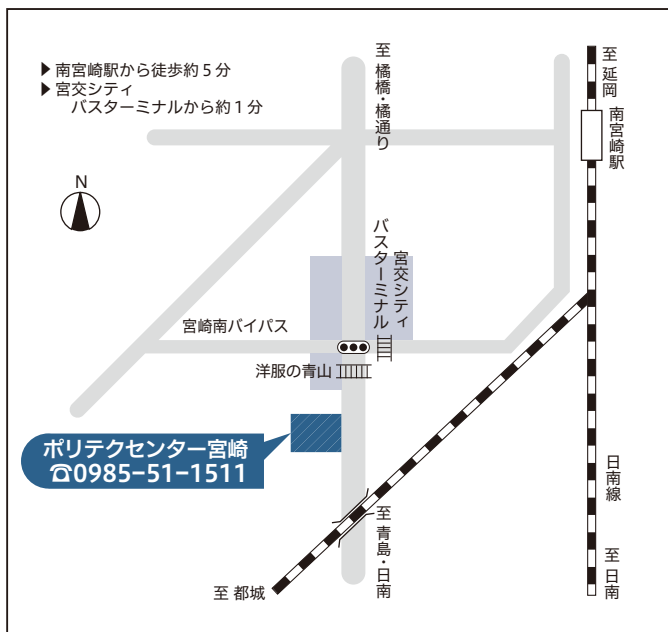 ▶ 南宮崎駅から徒歩約5分
▶ 宮交シティ
バスターミナルから約1分
至 橘橋・橘通り
至 延岡
南宮崎駅
N
宮交シティ
バスターミナル
宮崎南バイパス
洋服の青山
ポリテクセンター宮崎
☎0985-51-1511
日南線
至 青島・日南
至 日南
至 都城